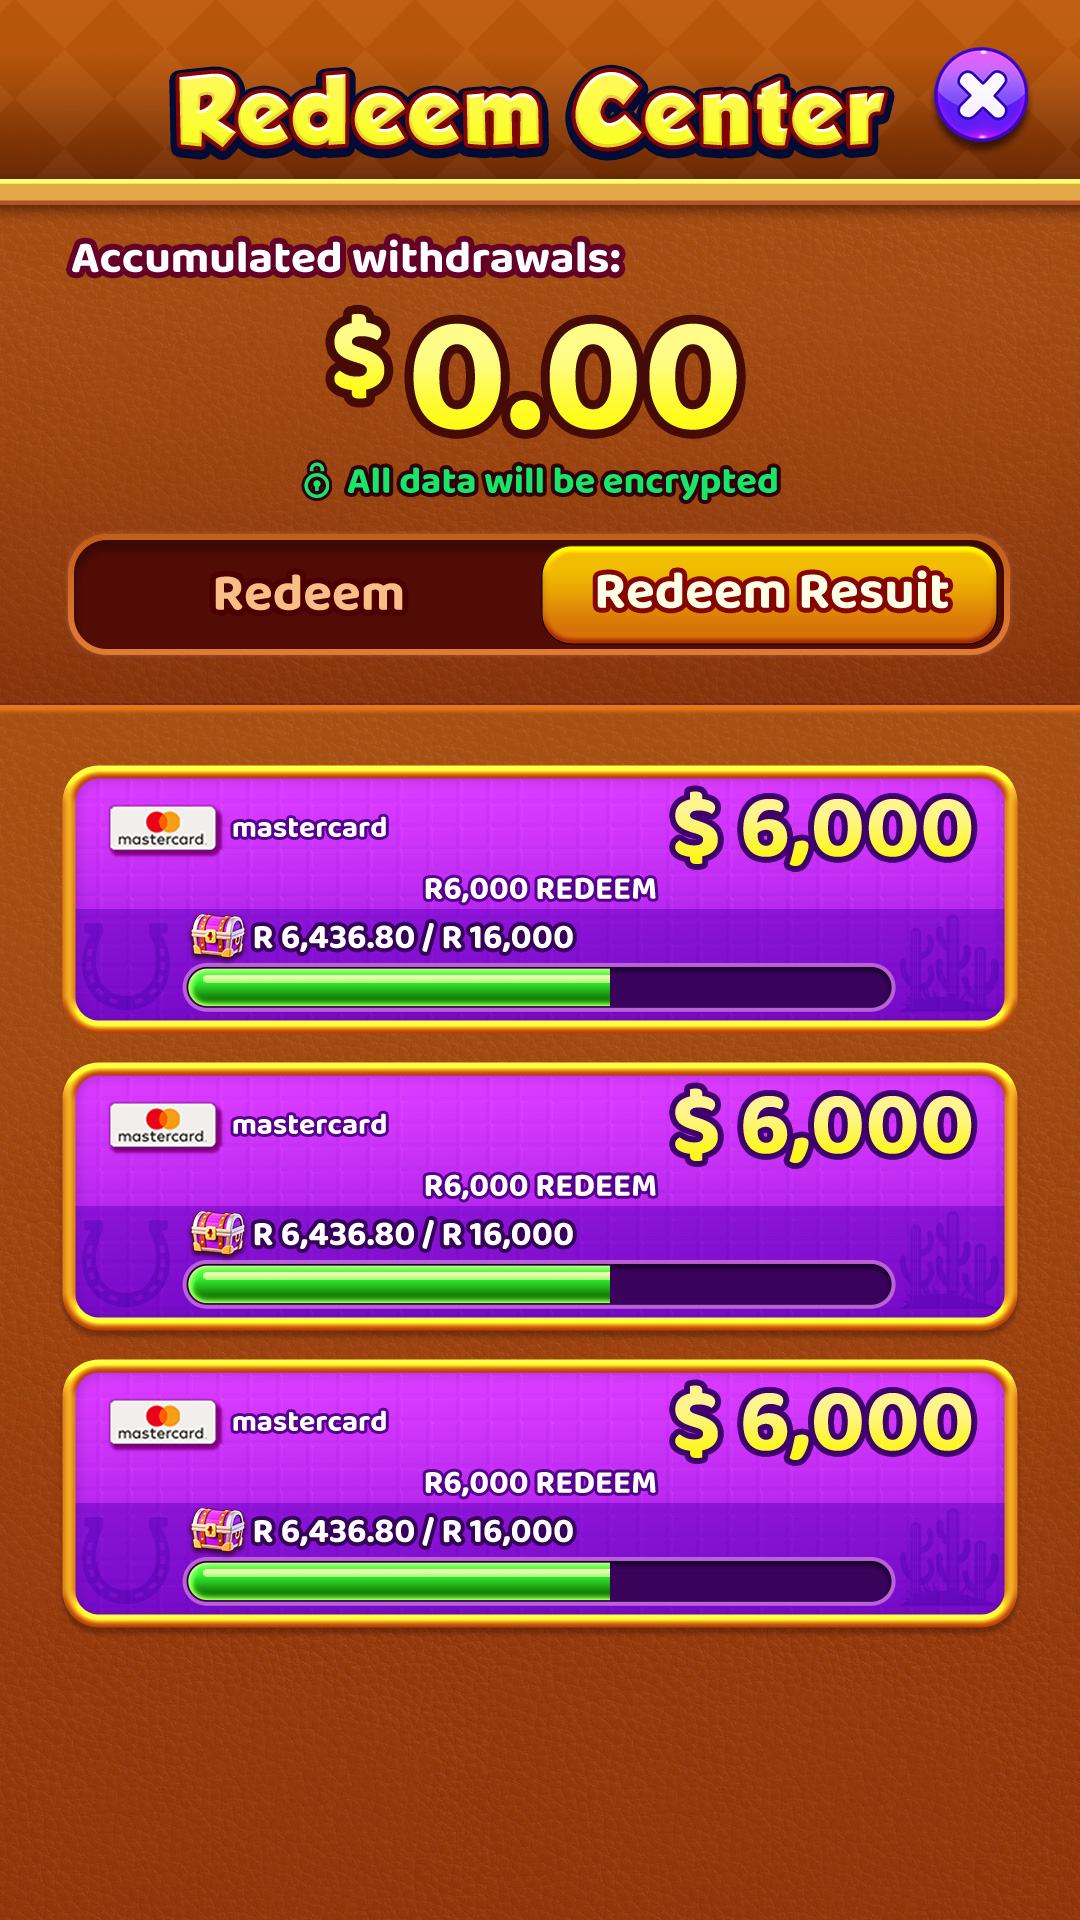 Redeem Center
Accumulated withdrawals:
$0.00
All data will be encrypted
Redeem
Redeem Resuit
mastercard.
mastercard
$ 6,000
R6,000 REDEEM
R 6,436.80 / R 16,000
mastercard.
mastercard
$ 6,000
R6,000 REDEEM
R 6,436.80 / R 16,000
mastercard.
mastercard
$ 6,000
R6,000 REDEEM
R 6,436.80 / R 16,000